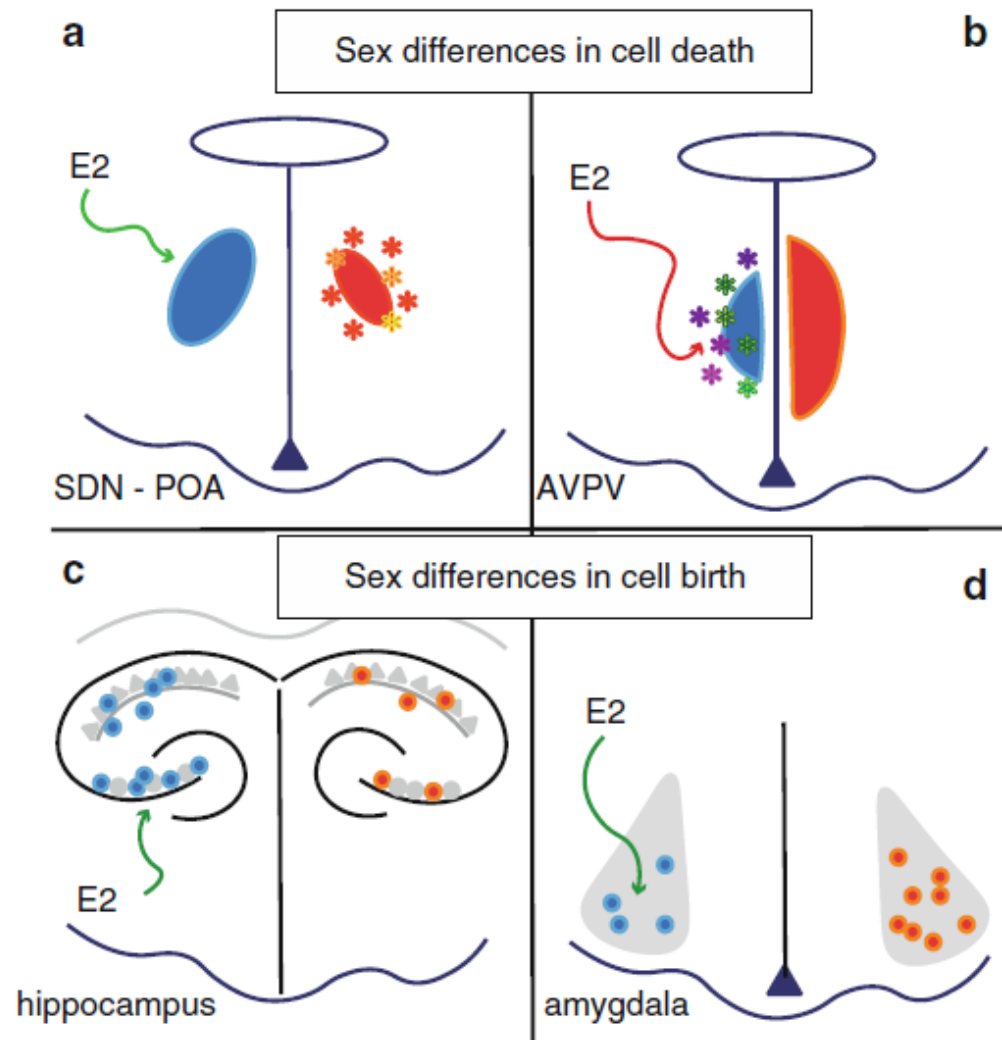 a
b
Sex differences in cell death
E2
E2
SDN - POA
AVPV
c
Sex differences in cell birth
d
E2
E2
hippocampus
amygdala